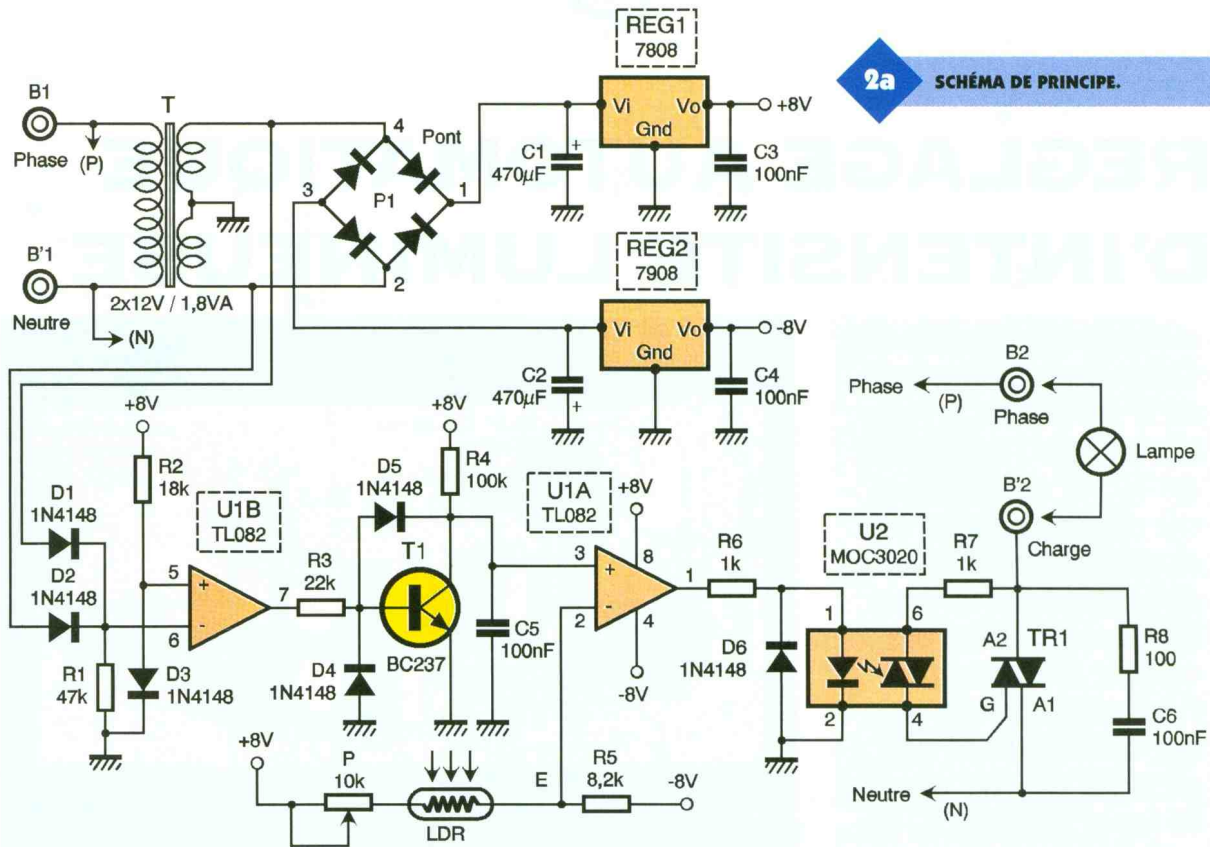 2a
SCHÉMA DE PRINCIPE.
REG1
7808
Vi
Vo
Gnd
+8V
C1
470µF
+
C3
100nF
B1
Phase
(P)
T
B'1
Neutre
(N)
2x12V / 1,8VA
4
Pont
3
P1
1
2
REG2
7908
Vi
Vo
Gnd
-8V
C2
470µF
+
C4
100nF
+8V
R2
18k
D1
1N4148
D2
1N4148
R1
47k
D3
1N4148
U1B
TL082
5
+
6
-
7
R3
22k
D5
1N4148
+8V
R4
100k
T1
BC237
D4
1N4148
C5
100nF
U1A
TL082
+8V
3
+
2
-
8
4
1
-8V
R6
1k
D6
1N4148
U2
MOC3020
1
6
2
4
R7
1k
Phase
(P)
B2
Phase
Lampe
B'2
Charge
A2
TR1
G
A1
R8
100
C6
100nF
Neutre
(N)
+8V
P
10k
LDR
E
R5
8,2k
-8V